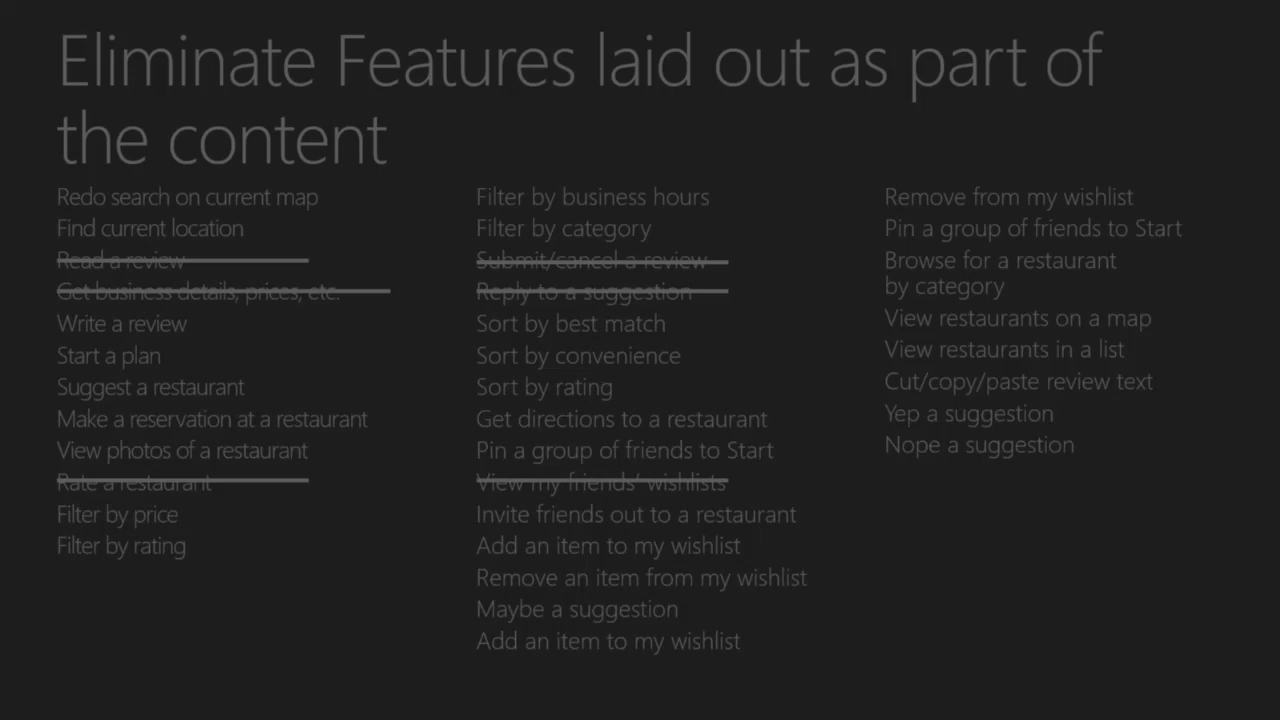 Eliminate Features laid out as part of
the content
Redo search on current map
Find current location
Read a review
Get business details, prices, etc.
Write a review
Start a plan
Suggest a restaurant
Make a reservation at a restaurant
View photos of a restaurant
Rate a restaurant
Filter by price
Filter by rating
Filter by business hours
Filter by category
Submit/cancel a review
Reply to a suggestion
Sort by best match
Sort by convenience
Sort by rating
Get directions to a restaurant
Pin a group of friends to Start
View my friends' wishlists
Invite friends out to a restaurant
Add an item to my wishlist
Remove an item from my wishlist
Maybe a suggestion
Add an item to my wishlist
Remove from my wishlist
Pin a group of friends to Start
Browse for a restaurant
by category
View restaurants on a map
View restaurants in a list
Cut/copy/paste review text
Yep a suggestion
Nope a suggestion